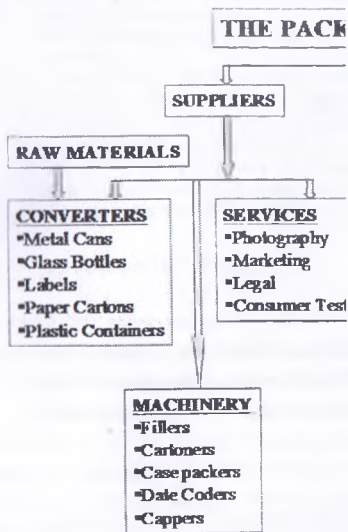 THE PACK
SUPPLIERS
RAW MATERIALS
CONVERTERS
▪Metal Cans
▪Glass Bottles
▪Labels
▪Paper Cartons
▪Plastic Containers
SERVICES
▪Photography
▪Marketing
▪Legal
▪Consumer Test
MACHINERY
▪Fillers
▪Cartoners
▪Case packers
▪Date Coders
▪Cappers